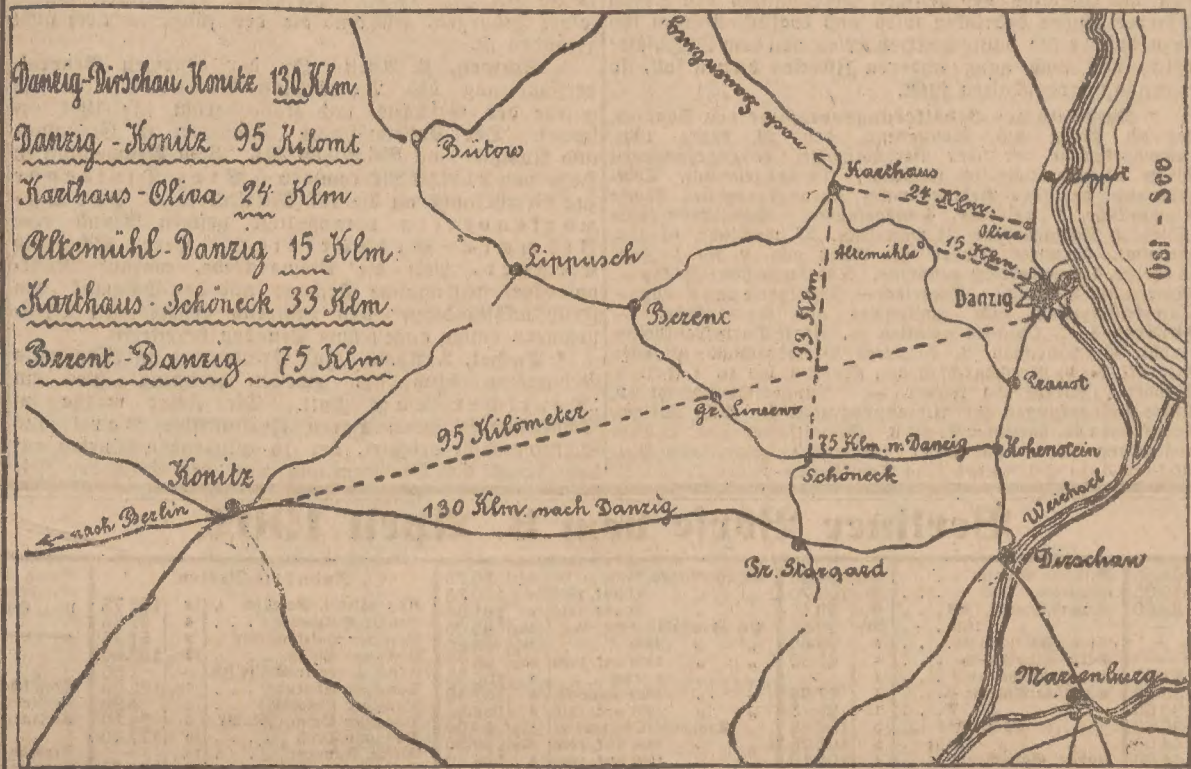 Danzig-Dirschau Konitz 130 Klm.
Danzig - Konitz 95 Kilomt
Karthaus - Oliva 24 Klm
Altemühl - Danzig 15 Klm
Karthaus - Schöneck 33 Klm.
Berent - Danzig 75 Klm.
nach Lauenburg
Bütow
Karthaus
24 Klm.
Oliva
Zoppot
Ost - See
Altemühle
15 Klm.
Danzig
Lippusch
Berent
33 Klm
Praust
Gr. Liniewo
95 Kilometer
75 Klm. n. Danzig
Hohenstein
Schöneck
Konitz
nach Berlin
130 Klm. nach Danzig
Weichsel
Pr. Stargard
Dirschau
Marienburg